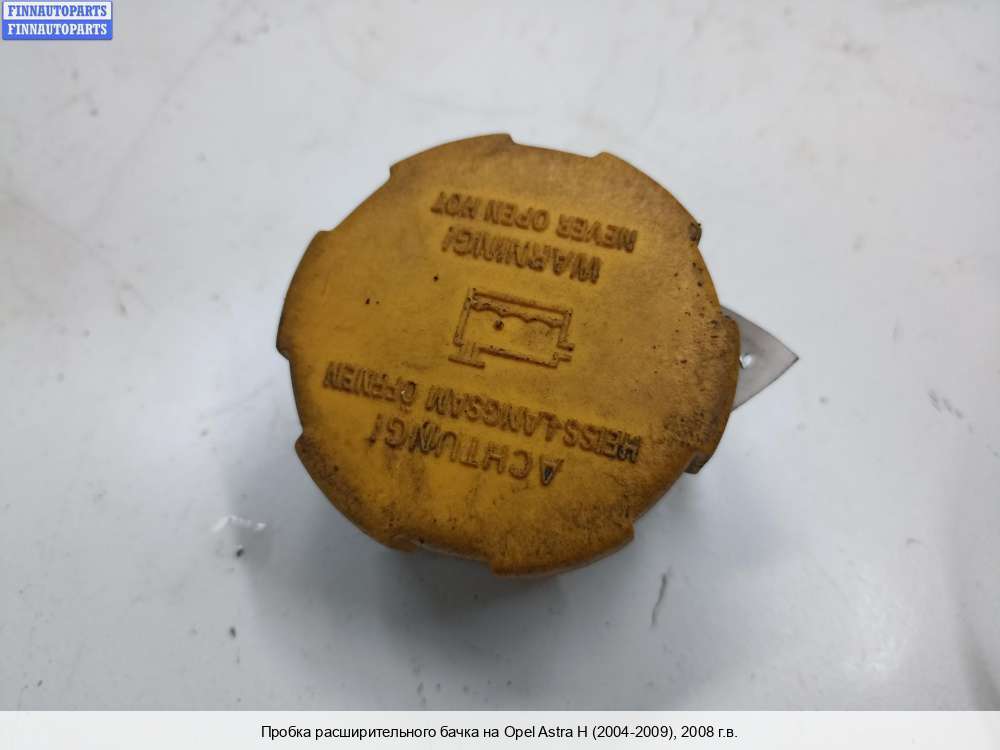 FINNAUTOPARTS
FINNAUTOPARTS
ACHTUNG!
HEISS-LANGSAM ÖFFNEN
WARNING!
NEVER OPEN HOT
Пробка расширительного бачка на Opel Astra H (2004-2009), 2008 г.в.